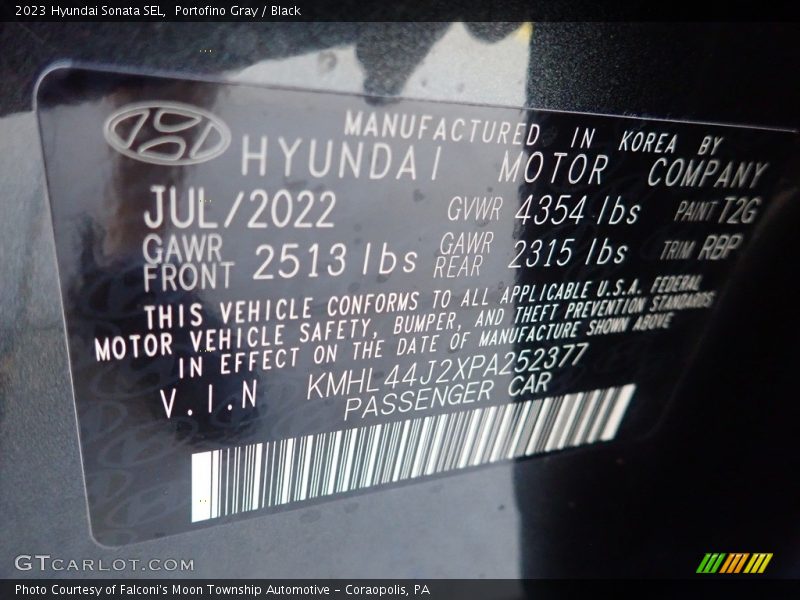 2023 Hyundai Sonata SEL, Portofino Gray / Black
MANUFACTURED IN KOREA BY
HYUNDAI MOTOR COMPANY
JUL/2022 GVWR 4354 lbs PAINT T2G
GAWR FRONT 2513 lbs GAWR REAR 2315 lbs TRIM RBP
THIS VEHICLE CONFORMS TO ALL APPLICABLE U.S.A. FEDERAL
MOTOR VEHICLE SAFETY, BUMPER, AND THEFT PREVENTION STANDARDS
IN EFFECT ON THE DATE OF MANUFACTURE SHOWN ABOVE
V.I.N KMHL44J2XPA252377
PASSENGER CAR
GTCARLOT.COM
Photo Courtesy of Falconi's Moon Township Automotive - Coraopolis, PA